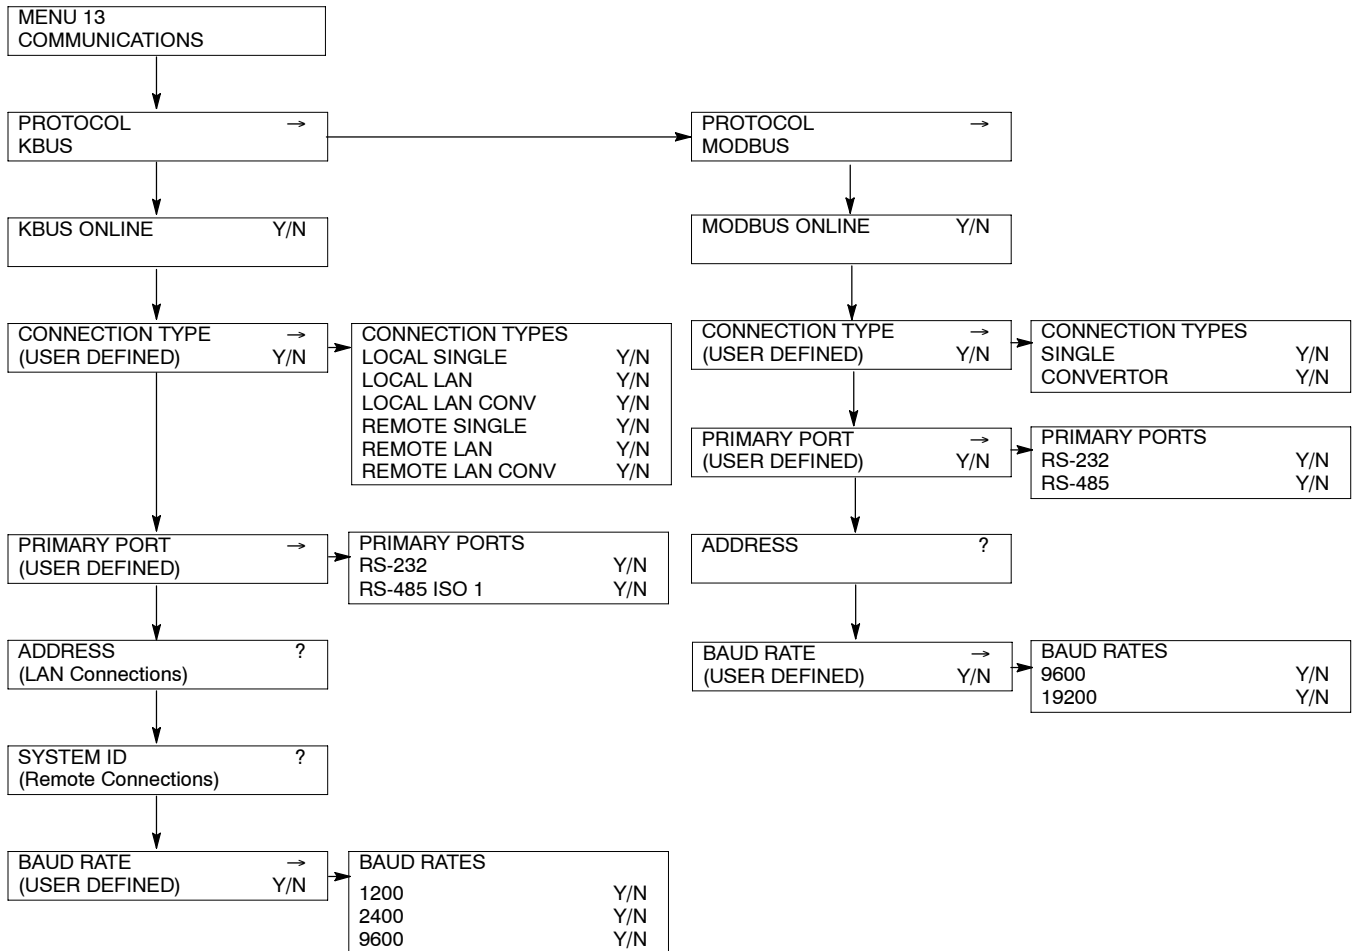 MENU 13
COMMUNICATIONS
PROTOCOL →
KBUS
KBUS ONLINE Y/N
CONNECTION TYPE →
(USER DEFINED) Y/N
CONNECTION TYPES
LOCAL SINGLE Y/N
LOCAL LAN Y/N
LOCAL LAN CONV Y/N
REMOTE SINGLE Y/N
REMOTE LAN Y/N
REMOTE LAN CONV Y/N
PRIMARY PORT →
(USER DEFINED)
PRIMARY PORTS
RS-232 Y/N
RS-485 ISO 1 Y/N
ADDRESS ?
(LAN Connections)
SYSTEM ID ?
(Remote Connections)
BAUD RATE →
(USER DEFINED) Y/N
BAUD RATES
1200 Y/N
2400 Y/N
9600 Y/N
PROTOCOL →
MODBUS
MODBUS ONLINE Y/N
CONNECTION TYPE →
(USER DEFINED) Y/N
CONNECTION TYPES
SINGLE Y/N
CONVERTOR Y/N
PRIMARY PORT →
(USER DEFINED) Y/N
PRIMARY PORTS
RS-232 Y/N
RS-485 Y/N
ADDRESS ?
BAUD RATE →
(USER DEFINED) Y/N
BAUD RATES
9600 Y/N
19200 Y/N